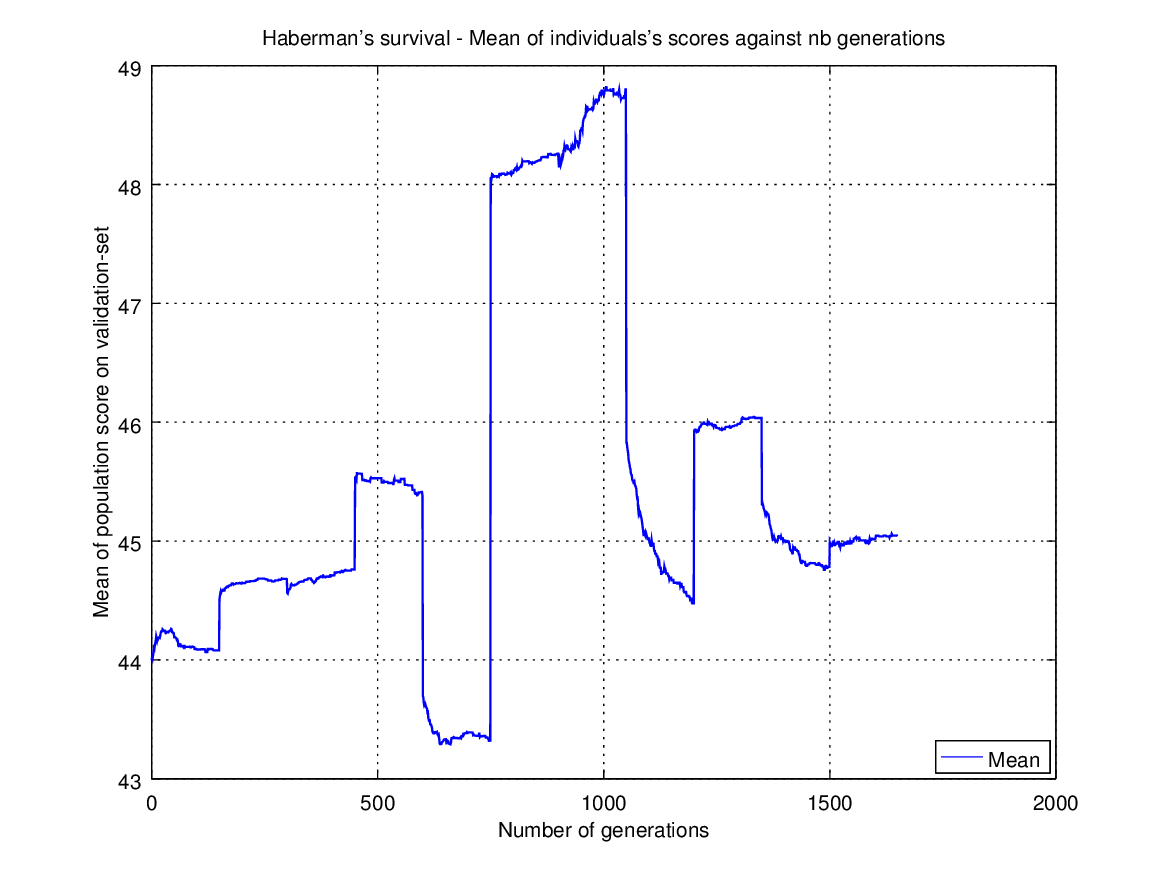 Haberman's survival - Mean of individuals's scores against nb generations
49
48
47
46
45
44
43
Mean of population score on validation-set
0 500 1000 1500 2000
Number of generations
Mean